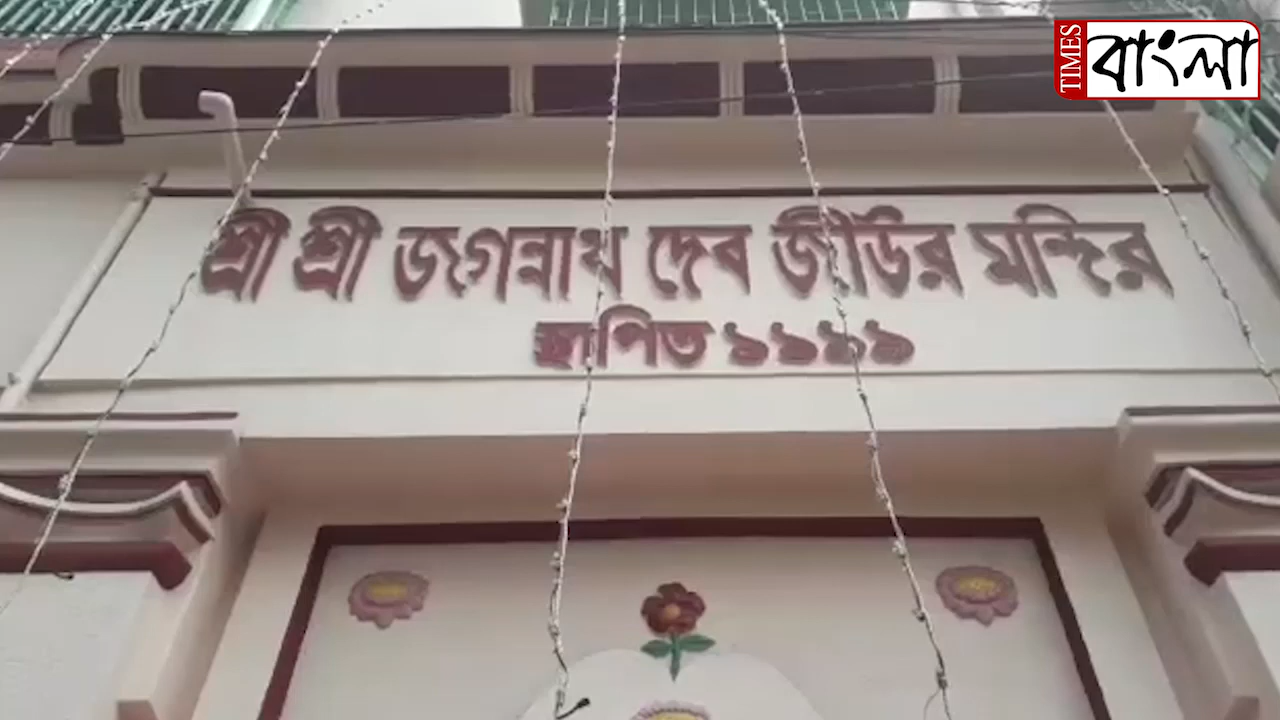 TIMES বাংলা
শ্রী শ্রী জগন্নাথ দেব জীউর মন্দির
স্থাপিত ১৯৯৯